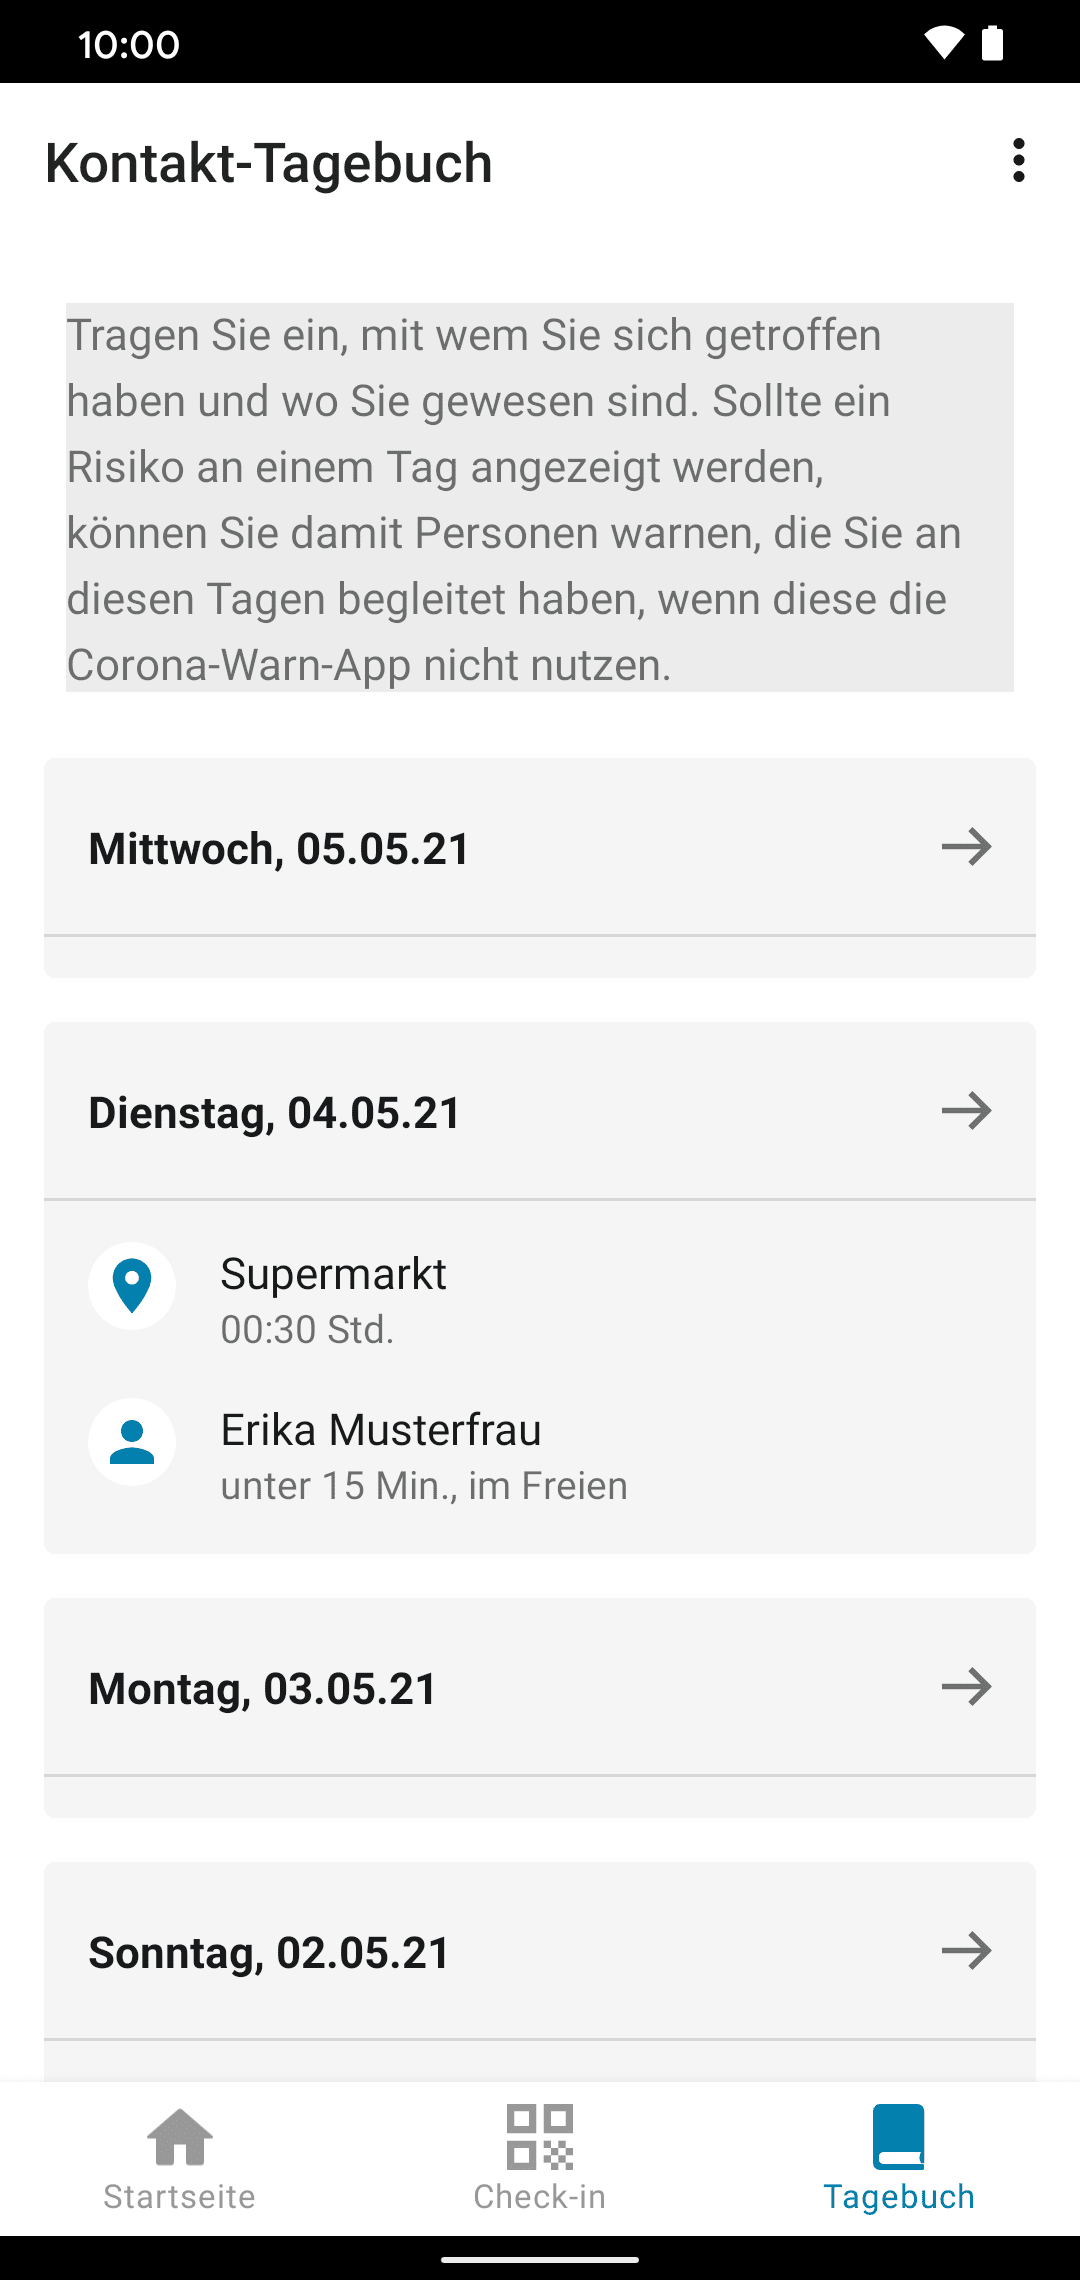 10:00
Kontakt-Tagebuch
Tragen Sie ein, mit wem Sie sich getroffen
haben und wo Sie gewesen sind. Sollte ein
Risiko an einem Tag angezeigt werden,
können Sie damit Personen warnen, die Sie an
diesen Tagen begleitet haben, wenn diese die
Corona-Warn-App nicht nutzen.
Mittwoch, 05.05.21
Dienstag, 04.05.21
Supermarkt
00:30 Std.
Erika Musterfrau
unter 15 Min., im Freien
Montag, 03.05.21
Sonntag, 02.05.21
Startseite
Check-in
Tagebuch